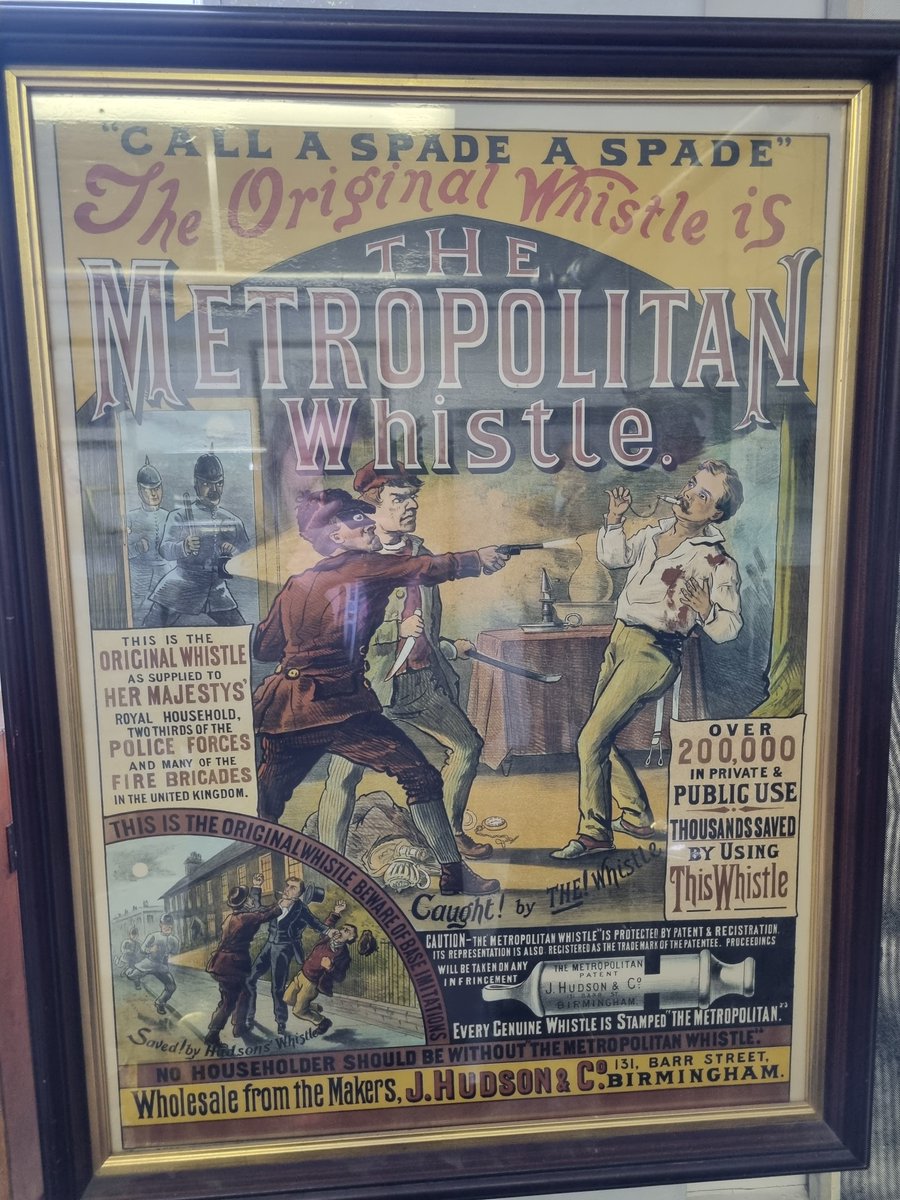 "CALL A SPADE A SPADE"
The Original Whistle is
THE
METROPOLITAN
Whistle.
THIS IS THE
ORIGINAL WHISTLE
AS SUPPLIED TO
HER MAJESTYS'
ROYAL HOUSEHOLD,
TWO THIRDS OF THE
POLICE FORCES
AND MANY OF THE
FIRE BRIGADES
IN THE UNITED KINGDOM.
OVER
200,000
IN PRIVATE &
PUBLIC USE
THOUSANDS SAVED
BY USING
This Whistle
THIS IS THE ORIGINAL WHISTLE BEWARE OF BASE IMITATIONS
Saved! by Hudsons' Whistle
Caught! by THE! Whistle.
CAUTION-THE METROPOLITAN WHISTLE" IS PROTECTED BY PATENT & REGISTRATION.
ITS REPRESENTATION IS ALSO REGISTERED AS THE TRADE MARK OF THE PATENTEE. PROCEEDINGS
WILL BE TAKEN ON ANY
INFRINGEMENT
THE METROPOLITAN
PATENT
J. HUDSON & Co
BIRMINGHAM
EVERY GENUINE WHISTLE IS STAMPED "THE METROPOLITAN."
NO HOUSEHOLDER SHOULD BE WITHOUT "THE METROPOLITAN WHISTLE".
Wholesale from the Makers, J. HUDSON & Co. 131, BARR STREET,
BIRMINGHAM.